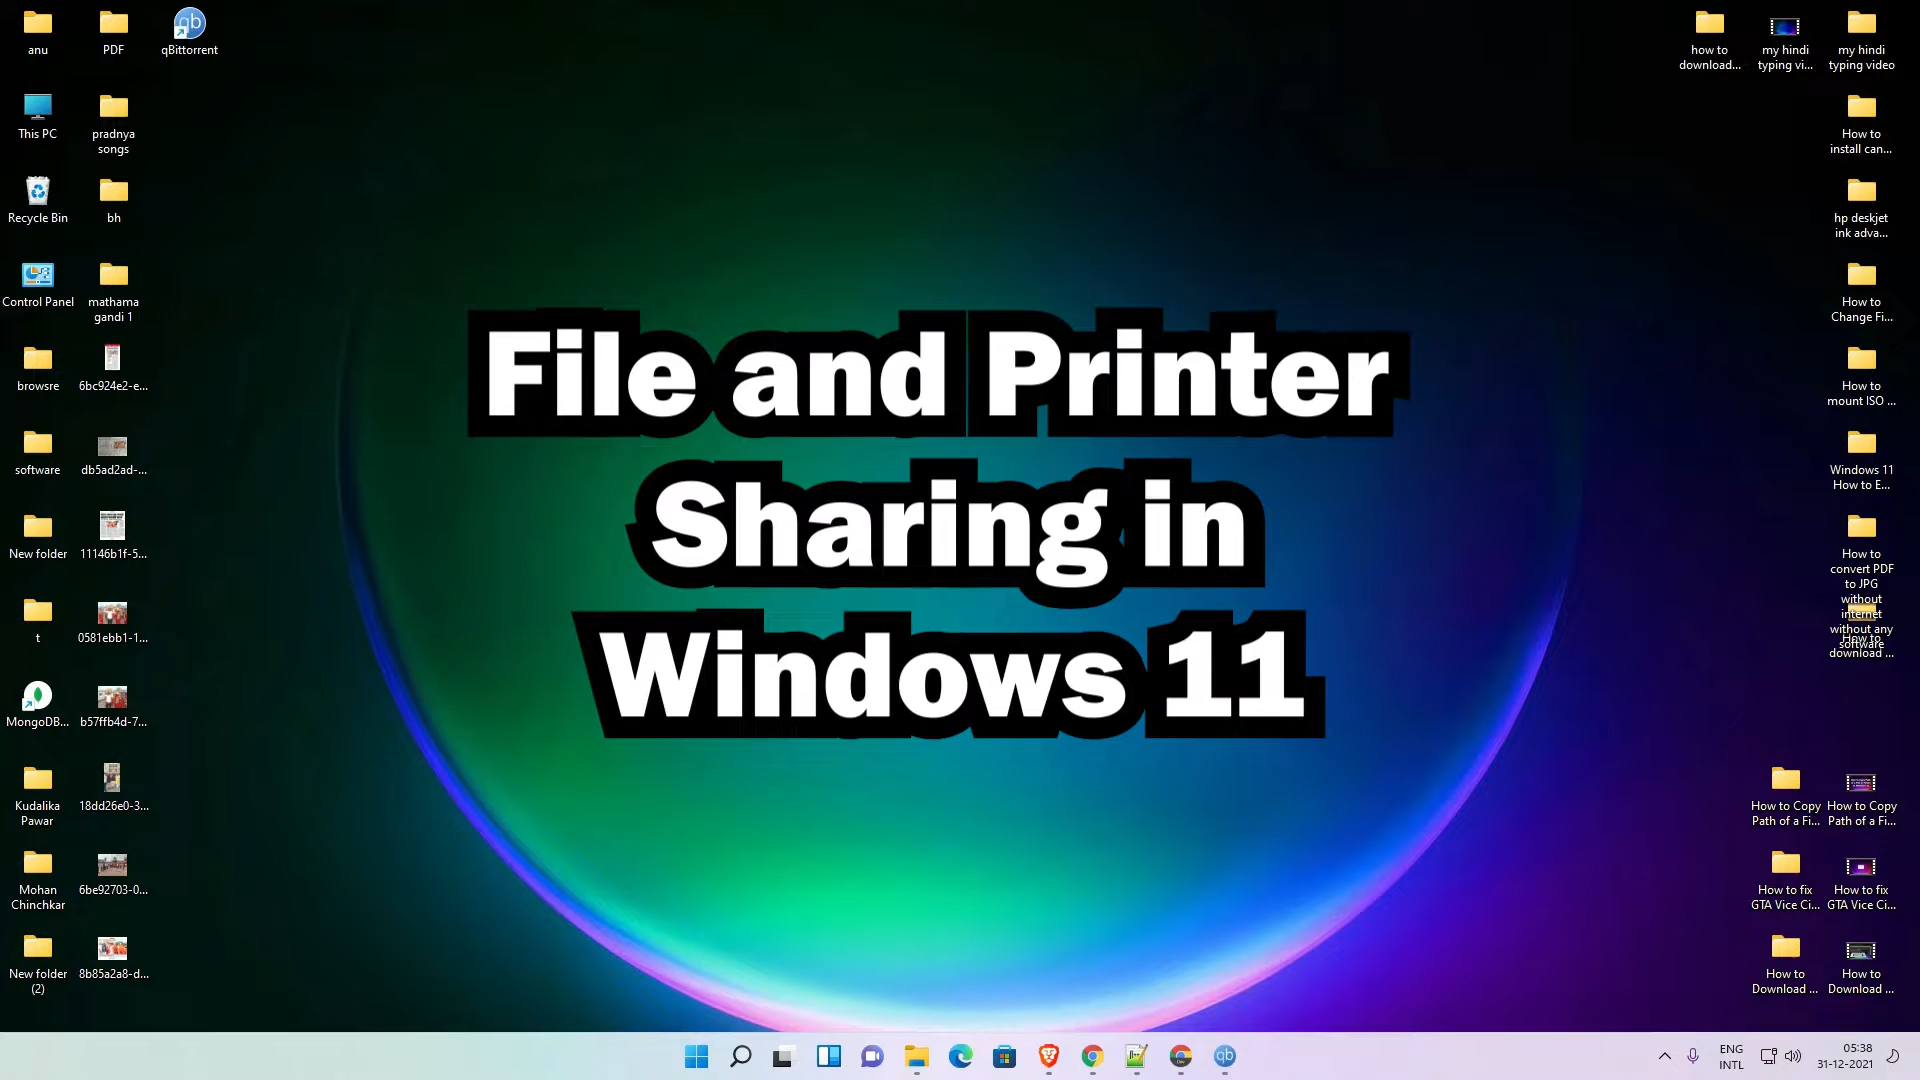 anu
PDF
qBittorrent
how to
download...
my hindi
typing vi...
my hindi
typing video
This PC
pradnya
songs
How to
install can...
Recycle Bin
bh
hp deskjet
ink adva...
Control Panel
mathama
gandi 1
How to
Change Fi...
browsre
6bc924e2-e...
How to
mount ISO ...
File and Printer
Sharing in
Windows 11
software
db5ad2ad-...
Windows 11
How to E...
New folder
11146b1f-5...
How to
convert PDF
to JPG
without
internet
without any
software
How to
download ...
t
0581ebb1-1...
MongoDB...
b57ffb4d-7...
Kudalika
Pawar
18dd26e0-3...
How to Copy
Path of a Fi...
How to Copy
Path of a Fi...
Mohan
Chinchkar
6be92703-0...
How to fix
GTA Vice Ci...
How to fix
GTA Vice Ci...
New folder
(2)
8b85a2a8-d...
How to
Download ...
How to
Download ...
ENG
INTL
05:38
31-12-2021